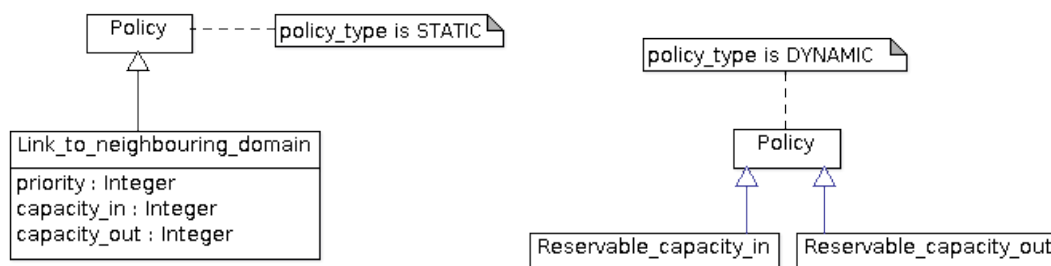 Policy
policy_type is STATIC
Link_to_neighbouring_domain
priority : Integer
capacity_in : Integer
capacity_out : Integer
policy_type is DYNAMIC
Policy
Reservable_capacity_in
Reservable_capacity_out